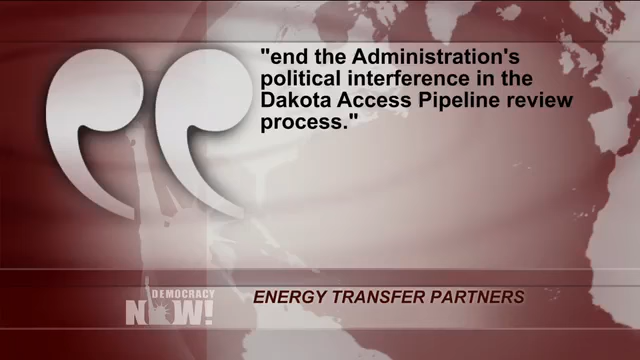 "end the Administration's
political interference in the
Dakota Access Pipeline review
process."
ENERGY TRANSFER PARTNERS
DEMOCRACY
NOW!